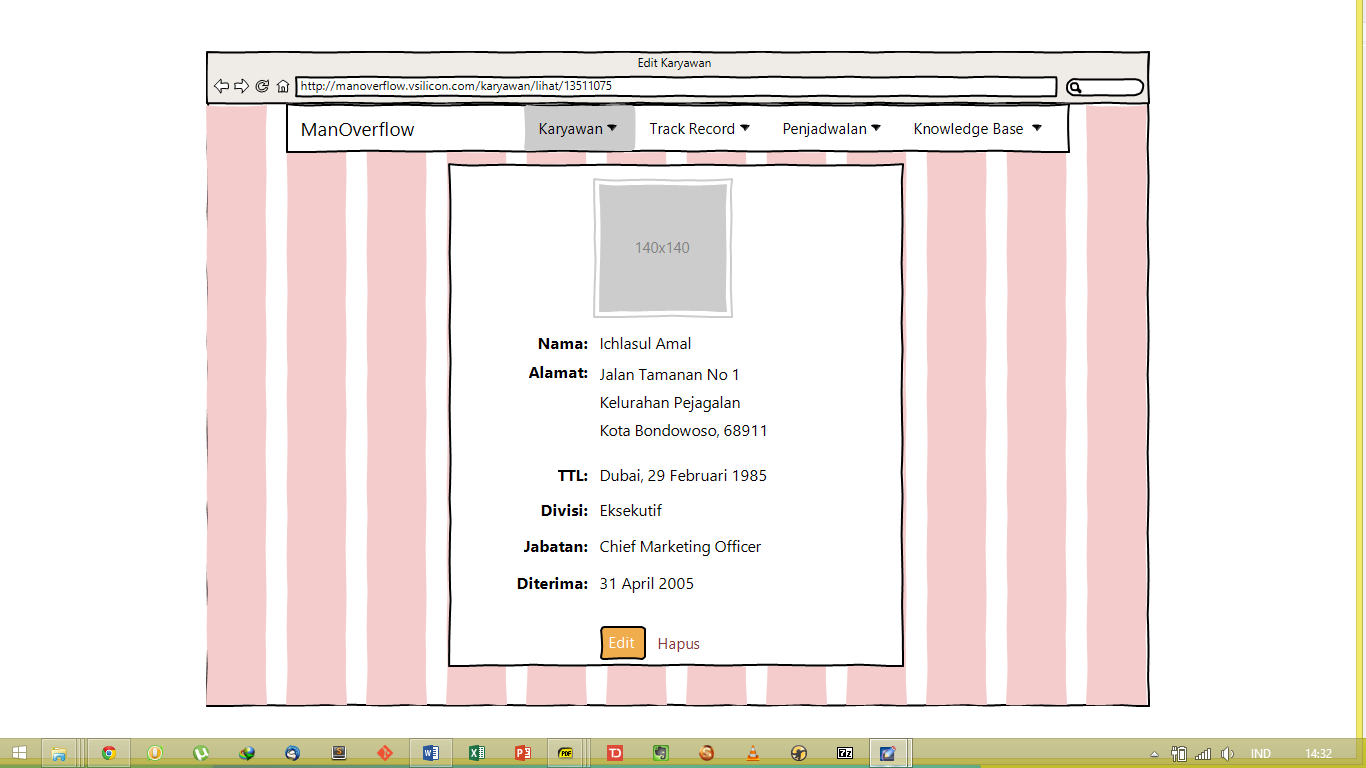 Edit Karyawan
http://manoverflow.vsilicon.com/karyawan/lihat/13511075
ManOverflow Karyawan Track Record Penjadwalan Knowledge Base
140x140
Nama: Ichlasul Amal
Alamat: Jalan Tamanan No 1
Kelurahan Pejagalan
Kota Bondowoso, 68911
TTL: Dubai, 29 Februari 1985
Divisi: Eksekutif
Jabatan: Chief Marketing Officer
Diterima: 31 April 2005
Edit Hapus
PDF IND 14:32